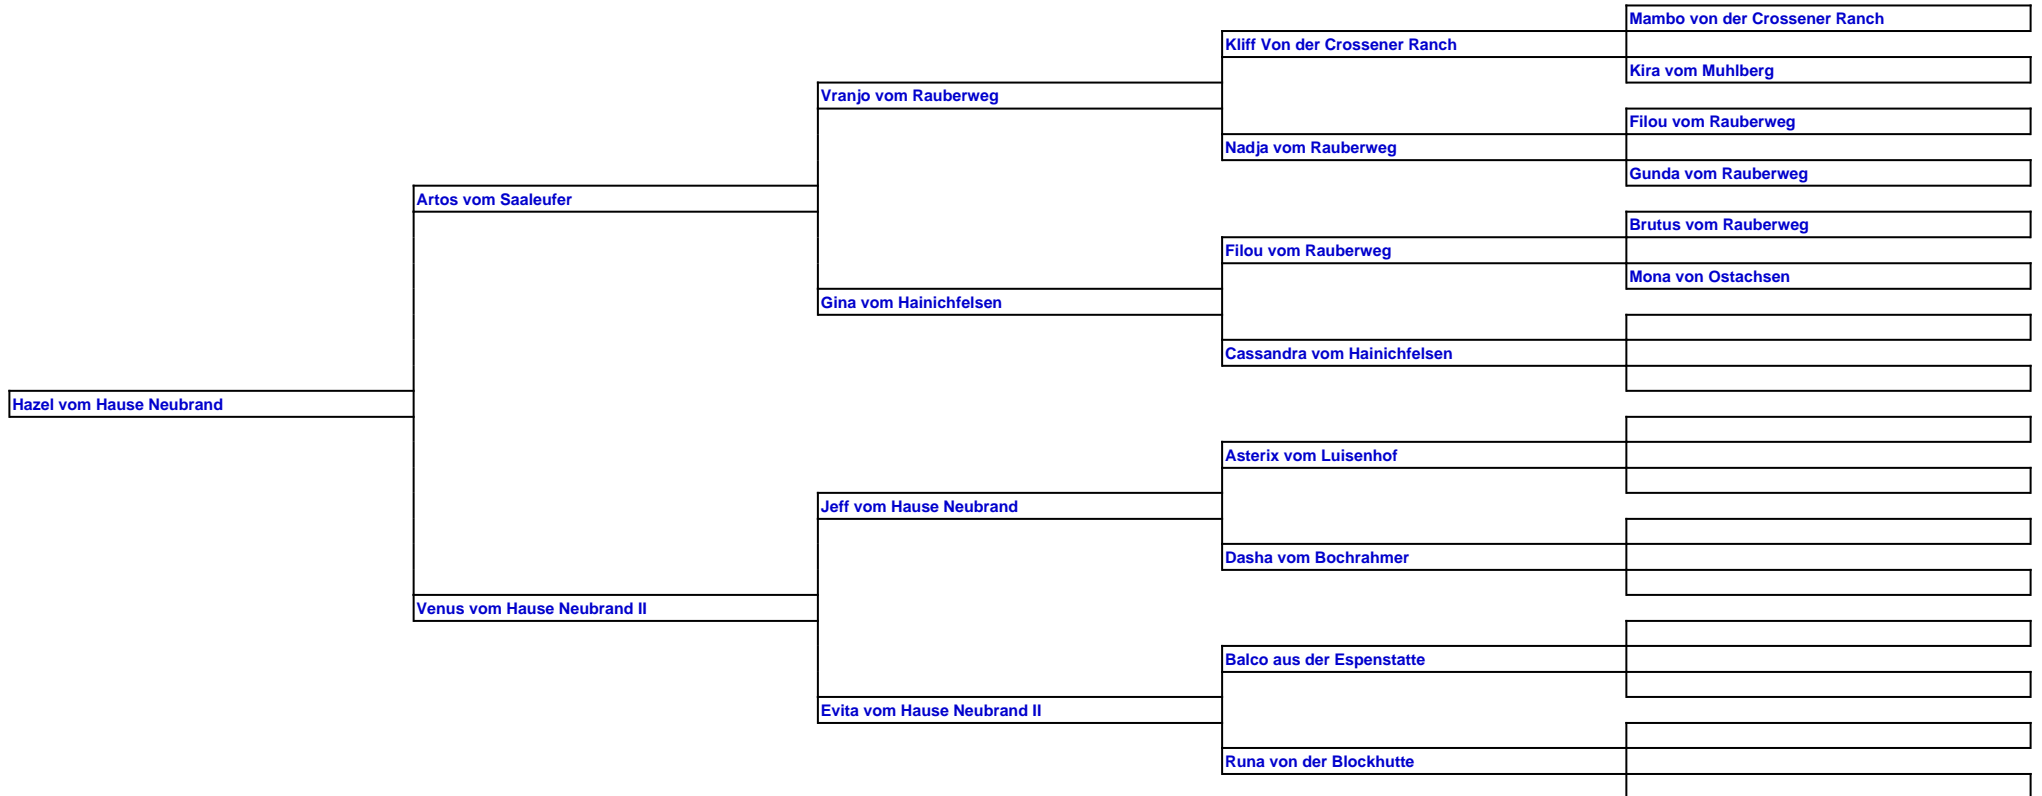 Mambo von der Crossener Ranch
Kliff Von der Crossener Ranch
Kira vom Muhlberg
Vranjo vom Rauberweg
Filou vom Rauberweg
Nadja vom Rauberweg
Gunda vom Rauberweg
Artos vom Saaleufer
Brutus vom Rauberweg
Filou vom Rauberweg
Mona von Ostachsen
Gina vom Hainichfelsen
Cassandra vom Hainichfelsen
Hazel vom Hause Neubrand
Asterix vom Luisenhof
Jeff vom Hause Neubrand
Dasha vom Bochrahmer
Venus vom Hause Neubrand II
Balco aus der Espenstatte
Evita vom Hause Neubrand II
Runa von der Blockhutte